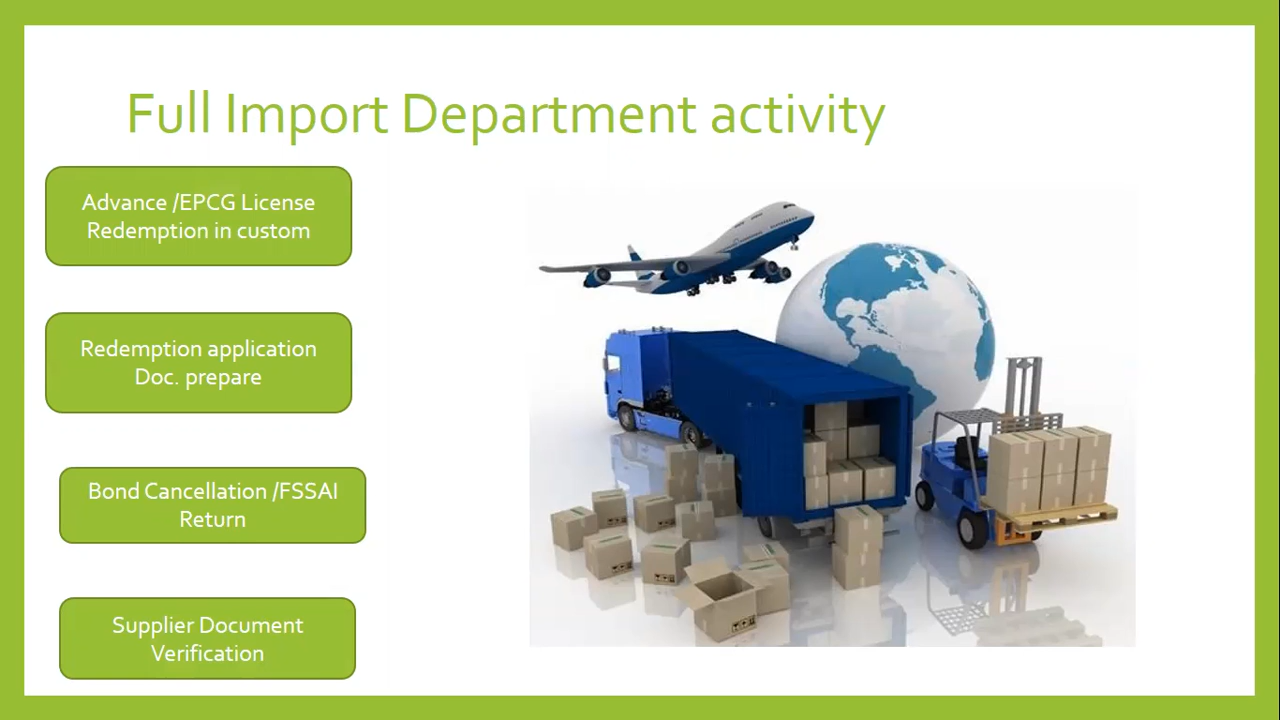 Full Import Department activity
Advance /EPCG License
Redemption in custom
Redemption application
Doc. prepare
Bond Cancellation /FSSAI
Return
Supplier Document
Verification